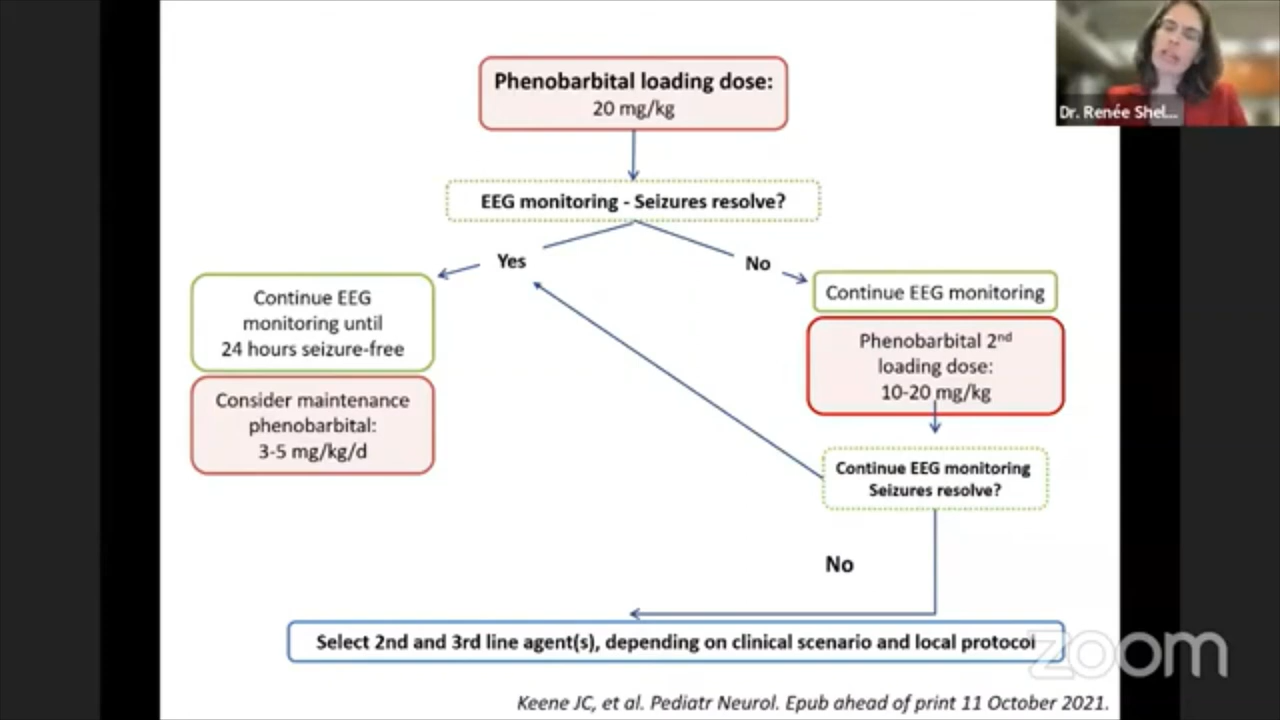 Phenobarbital loading dose:
20 mg/kg
Dr. Renée Shel...
EEG monitoring - Seizures resolve?
Yes
No
Continue EEG
monitoring until
24 hours seizure-free
Consider maintenance
phenobarbital:
3-5 mg/kg/d
Continue EEG monitoring
Phenobarbital 2nd
loading dose:
10-20 mg/kg
Continue EEG monitoring
Seizures resolve?
No
Select 2nd and 3rd line agent(s), depending on clinical scenario and local protocol
zoom
Keene JC, et al. Pediatr Neurol. Epub ahead of print 11 October 2021.